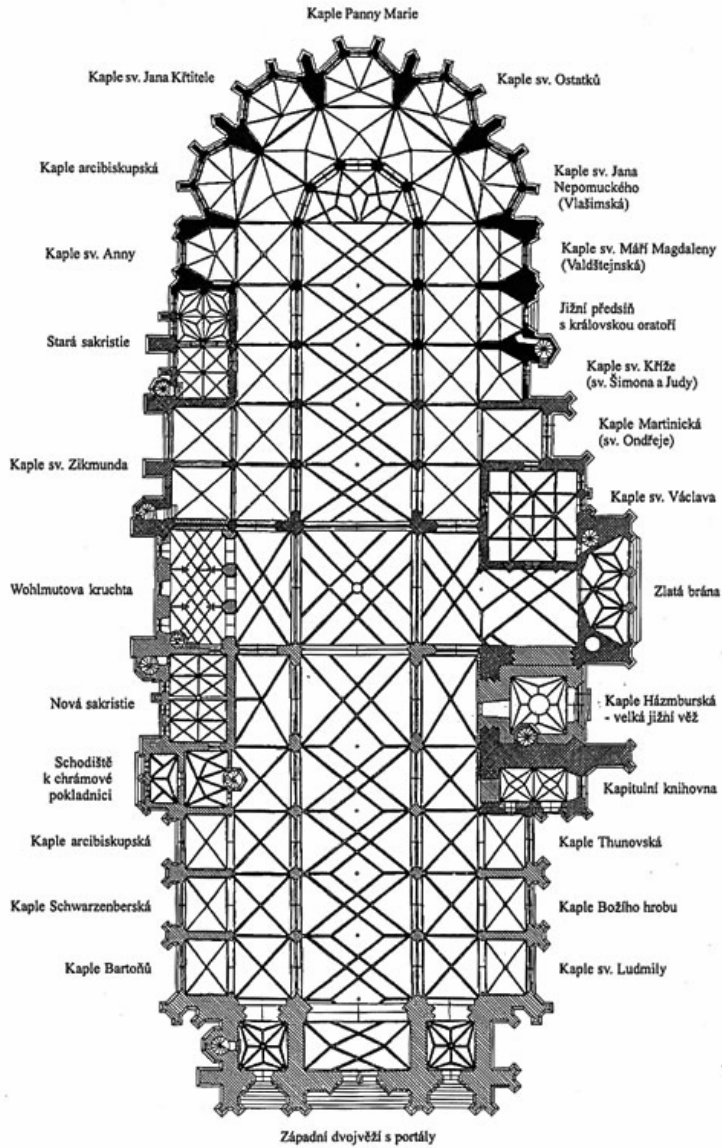 Kaple Panny Marie
Kaple sv. Jana Křtitele
Kaple sv. Ostatků
Kaple arcibiskupská
Kaple sv. Jana
Nepomuckého
(Vlašimská)
Kaple sv. Anny
Kaple sv. Máří Magdaleny
(Valdštejnská)
Stará sakristie
Jižní předsíň
s královskou oratoří
Kaple sv. Kříže
(sv. Šimona a Judy)
Kaple Martinická
(sv. Ondřeje)
Kaple sv. Zikmunda
Kaple sv. Václava
Wohlmutova kruchta
Zlatá brána
Nová sakristie
Kaple Házmburská
- velká jižní věž
Schodiště
k chrámové
pokladnici
Kapitulní knihovna
Kaple arcibiskupská
Kaple Thunovská
Kaple Schwarzenberská
Kaple Božího hrobu
Kaple Bartoňů
Kaple sv. Ludmily
Západní dvojvěží s portály